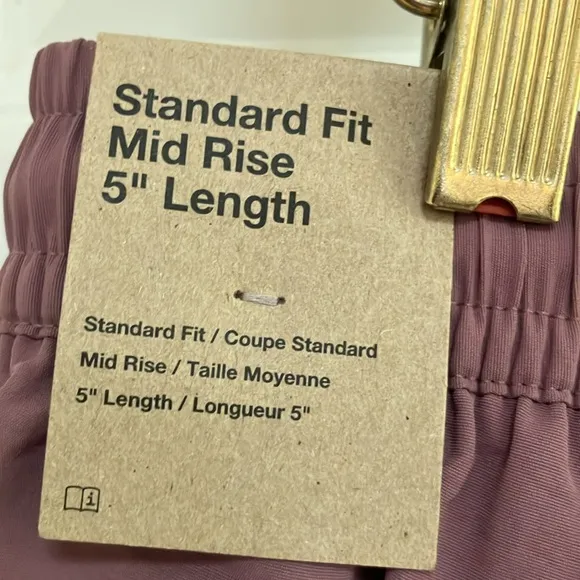 Standard Fit
Mid Rise
5" Length
Standard Fit / Coupe Standard
Mid Rise / Taille Moyenne
5" Length / Longueur 5"
i